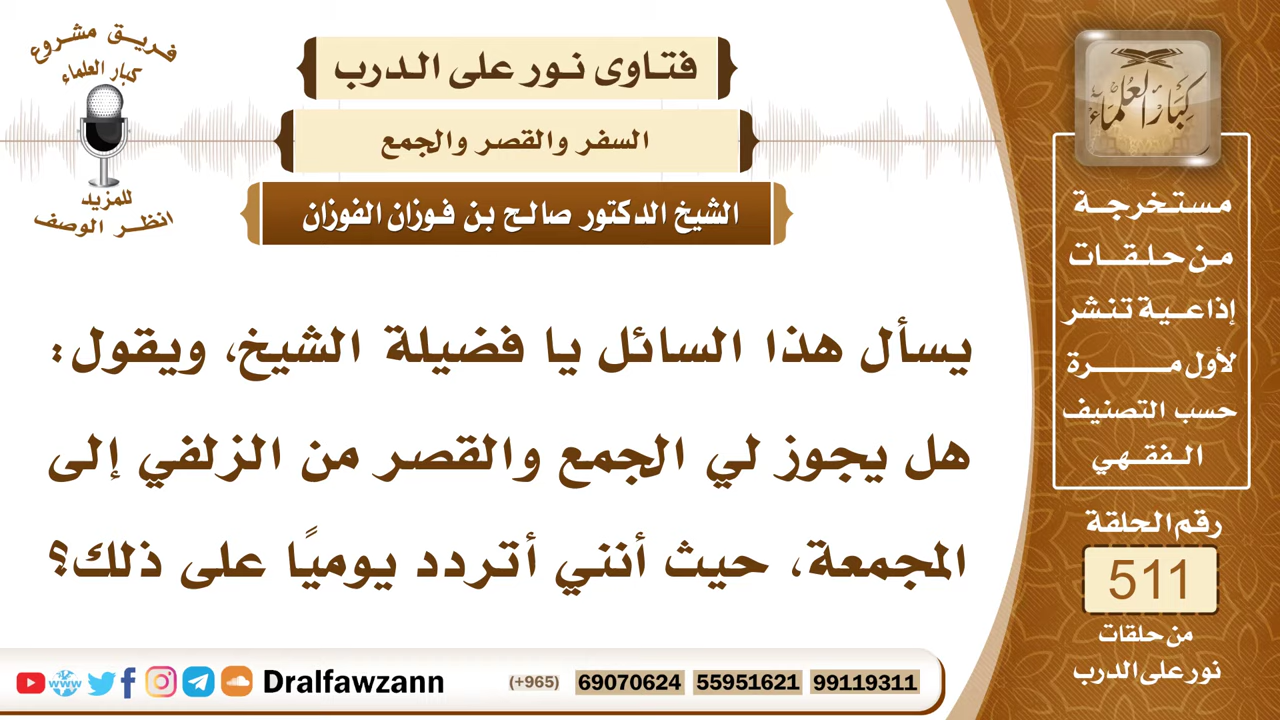 فريق مشروع
كبار العلماء
للمزيد
انظر الوصف
فتاوى نور على الدرب
السفر والقصر والجمع
الشيخ الدكتور صالح بن فوزان الفوزان
يسأل هذا السائل يا فضيلة الشيخ، ويقول:
هل يجوز لي الجمع والقصر من الزلفي إلى
المجمعة، حيث أنني أتردد يوميًا على ذلك؟
كبار العلماء
مستخرجة
من حلقات
إذاعية تنشر
لأول مرة
حسب التصنيف
الفقهي
رقم الحلقة
511
من حلقات
نور على الدرب
www
Dralfawzann (+965) 69070624 55951621 99119311